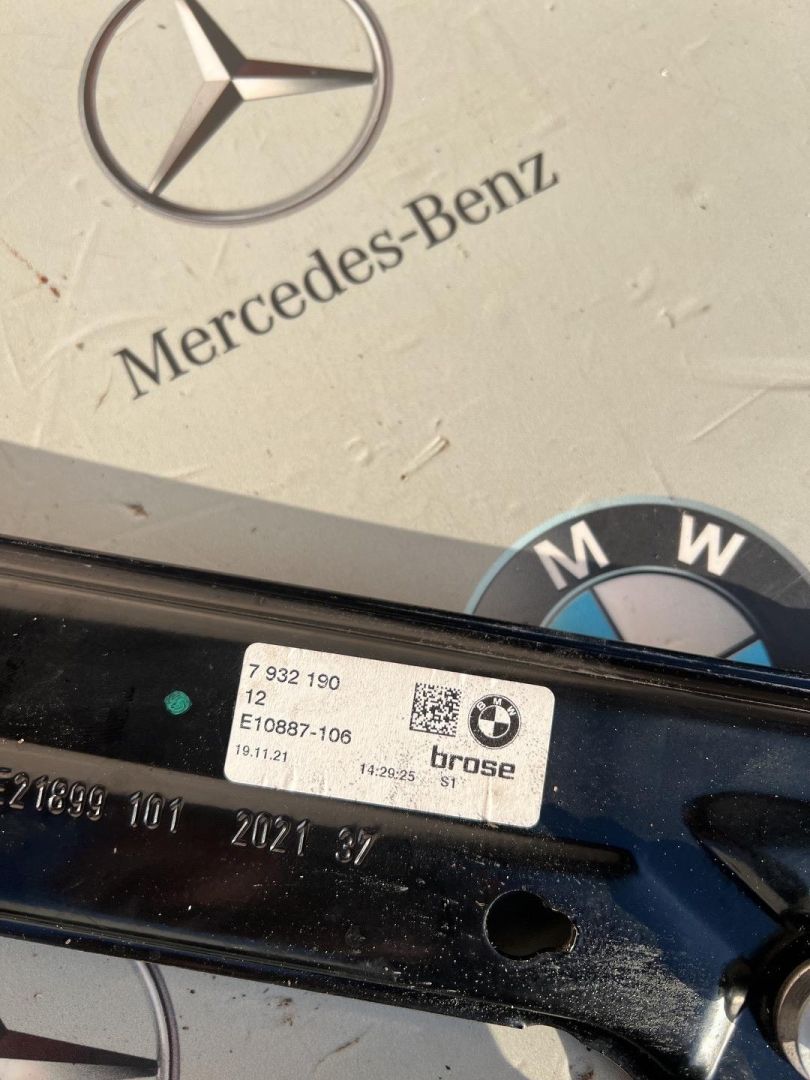 Mercedes-Benz
M W
7 932 190
12
E10887-106
19.11.21
14:29:25 S1
BMW
brose
E21899 101 2021 37